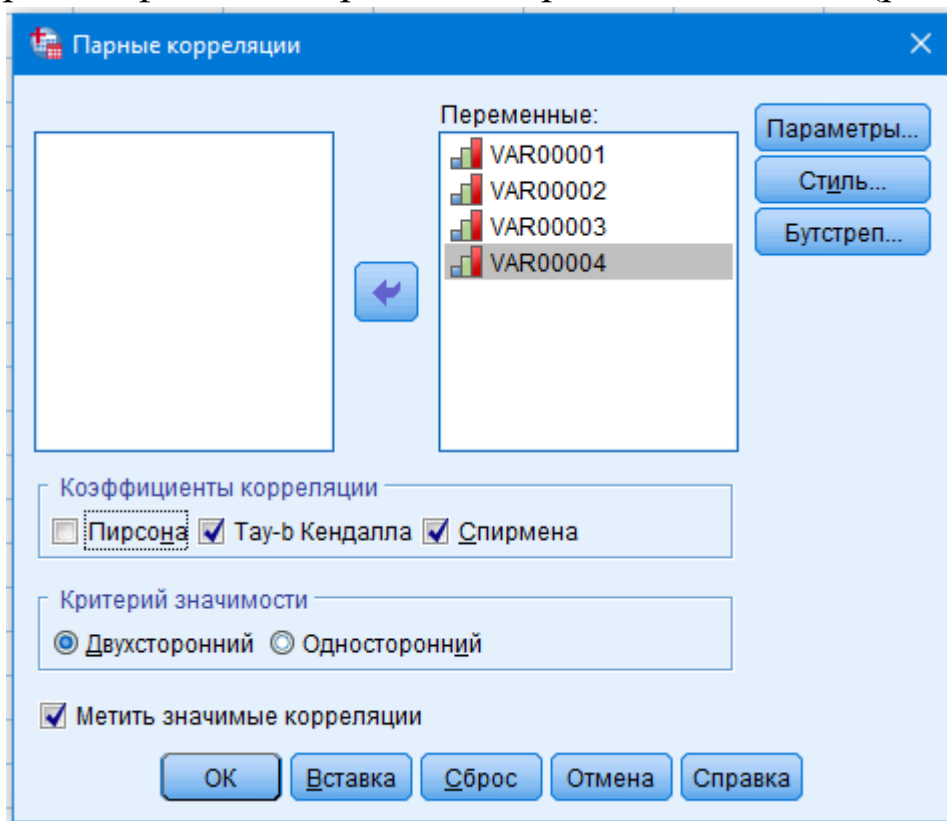 Парные корреляции
Переменные:
VAR00001
VAR00002
VAR00003
VAR00004
Параметры...
Стиль...
Бутстреп...
Коэффициенты корреляции
Пирсона Тау-b Кендалла Спирмена
Критерий значимости
Двухсторонний Односторонний
Метить значимые корреляции
ОК Вставка Сброс Отмена Справка